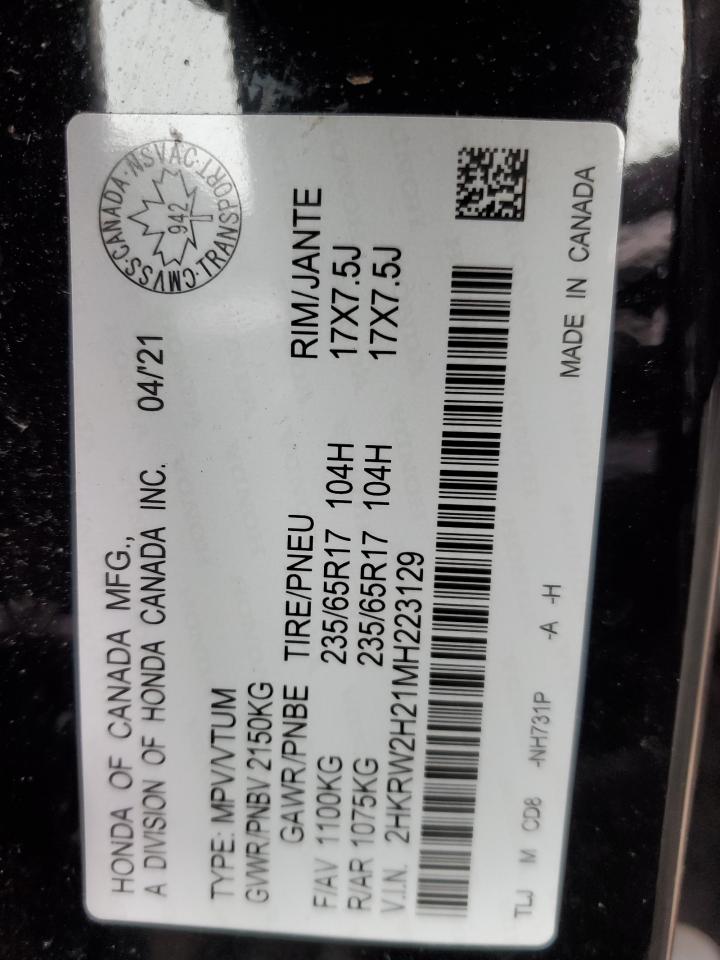 HONDA OF CANADA MFG.,
A DIVISION OF HONDA CANADA INC. 04/'21
CMVSS·CANADA·NSVAC·TRANSPORT·
942
TYPE: MPV/VTUM
GVWR/PNBV 2150KG
GAWR/PNBE TIRE/PNEU RIM/JANTE
F/AV 1100KG 235/65R17 104H 17X7.5J
R/AR 1075KG 235/65R17 104H 17X7.5J
V.I.N. 2HKRW2H21MH223129
TLJ M CD8 -NH731P -A -H
MADE IN CANADA